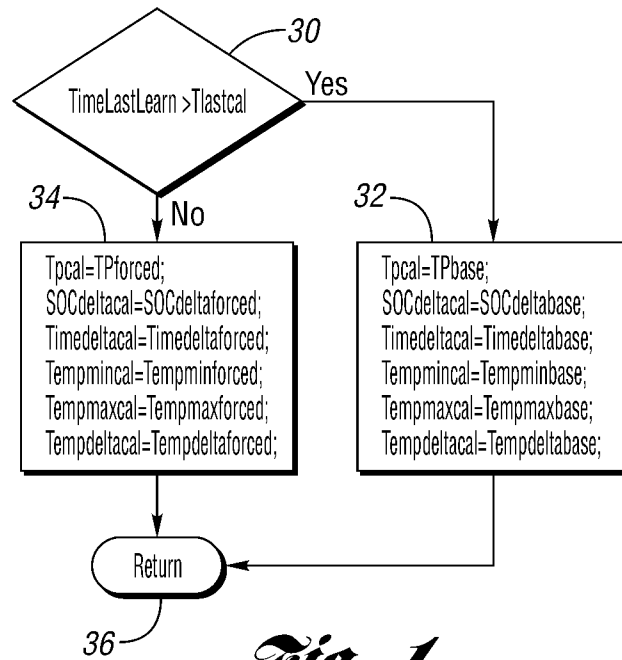 30
TimeLastLearn >Tlastcal
Yes
No
34
Tpcal=TPforced;
SOCdeltacal=SOCdeltaforced;
Timedeltacal=Timedeltaforced;
Tempmincal=Tempminforced;
Tempmaxcal=Tempmaxforced;
Tempdeltacal=Tempdeltaforced;
32
Tpcal=TPbase;
SOCdeltacal=SOCdeltabase;
Timedeltacal=Timedeltabase;
Tempmincal=Tempminbase;
Tempmaxcal=Tempmaxbase;
Tempdeltacal=Tempdeltabase;
Return
36
Fig. 1